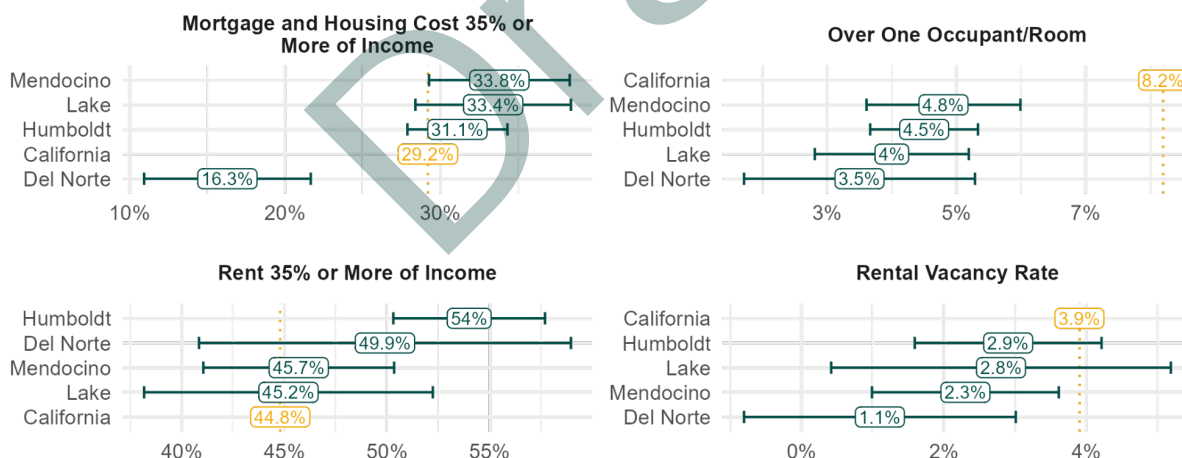 Mortgage and Housing Cost 35% or
More of Income
Mendocino 33.8%
Lake 33.4%
Humboldt 31.1%
California 29.2%
Del Norte 16.3%
10% 20% 30%
Over One Occupant/Room
California 8.2%
Mendocino 4.8%
Humboldt 4.5%
Lake 4%
Del Norte 3.5%
3% 5% 7%
Rent 35% or More of Income
Humboldt 54%
Del Norte 49.9%
Mendocino 45.7%
Lake 45.2%
California 44.8%
40% 45% 50% 55%
Rental Vacancy Rate
California 3.9%
Humboldt 2.9%
Lake 2.8%
Mendocino 2.3%
Del Norte 1.1%
0% 2% 4%